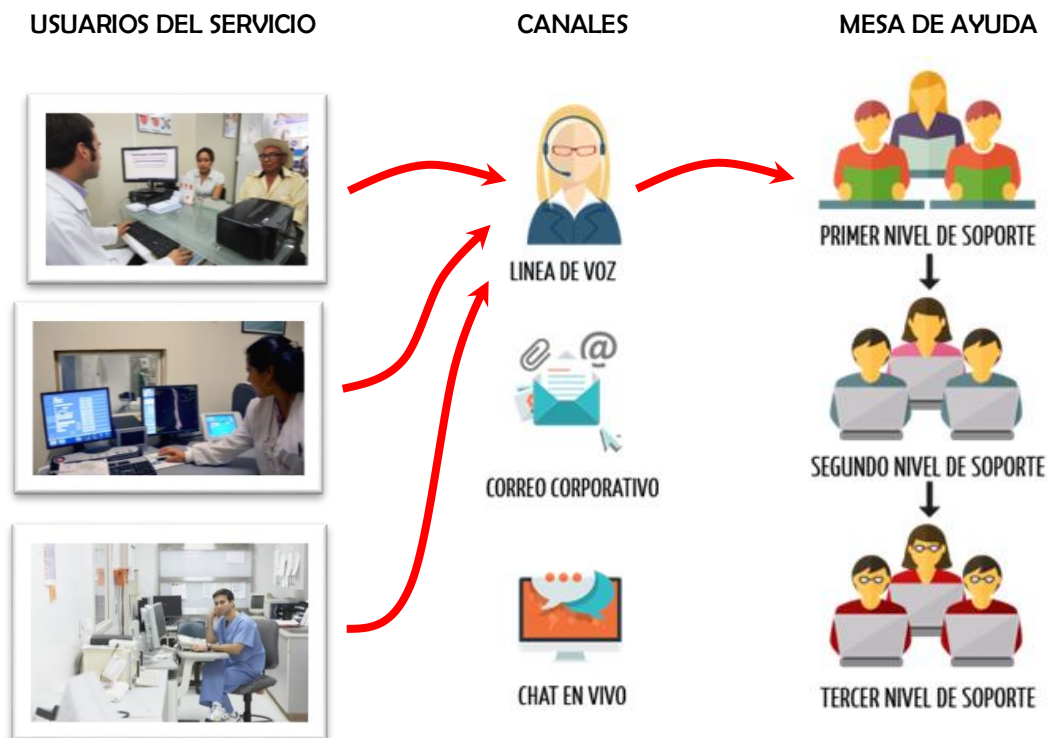 USUARIOS DEL SERVICIO
CANALES
MESA DE AYUDA
LINEA DE VOZ
CORREO CORPORATIVO
@
CHAT EN VIVO
PRIMER NIVEL DE SOPORTE
SEGUNDO NIVEL DE SOPORTE
TERCER NIVEL DE SOPORTE